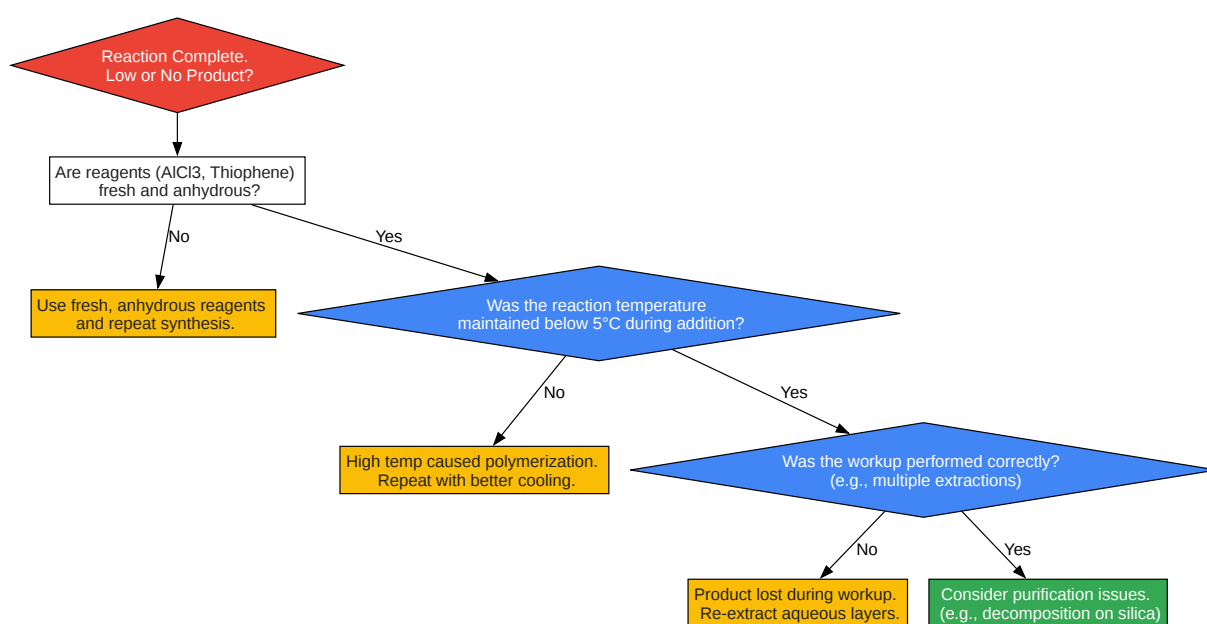 Reaction Complete.
Low or No Product?
Are reagents (AlCl3, Thiophene)
fresh and anhydrous?
No
Yes
Use fresh, anhydrous reagents
and repeat synthesis.
Was the reaction temperature
maintained below 5°C during addition?
No
Yes
High temp caused polymerization.
Repeat with better cooling.
Was the workup performed correctly?
(e.g., multiple extractions)
No
Yes
Product lost during workup.
Re-extract aqueous layers.
Consider purification issues.
(e.g., decomposition on silica)